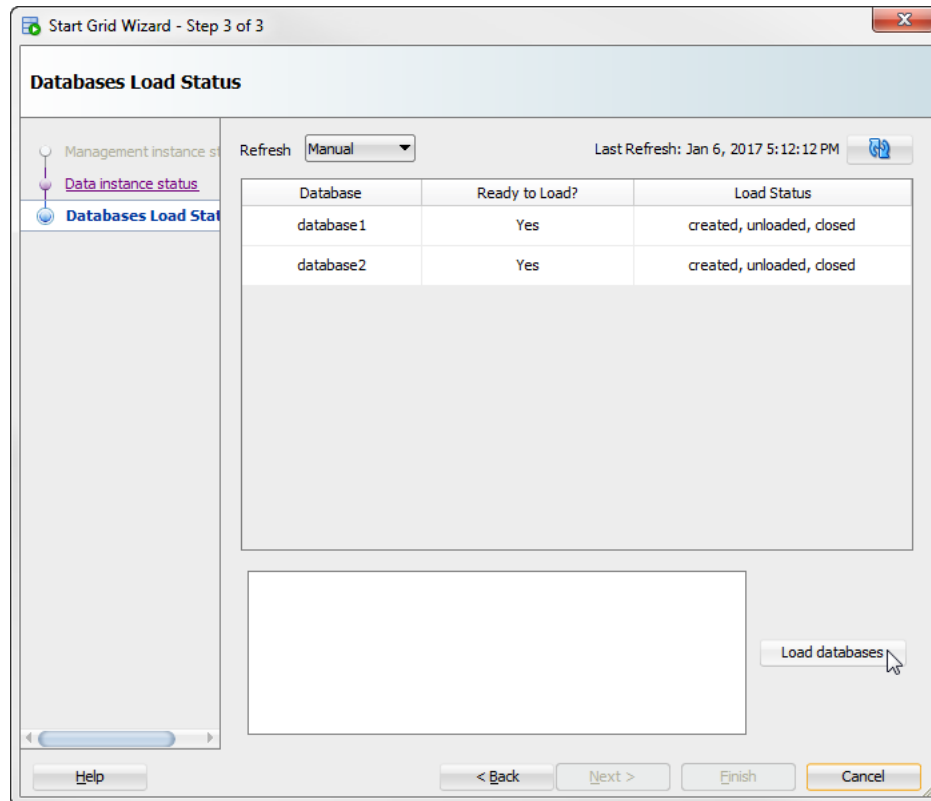 Start Grid Wizard - Step 3 of 3
Databases Load Status
Management instance st
Data instance status
Databases Load Stat
Refresh Manual Last Refresh: Jan 6, 2017 5:12:12 PM
Database Ready to Load? Load Status
database1 Yes created, unloaded, closed
database2 Yes created, unloaded, closed
Load databases
Help < Back Next > Finish Cancel